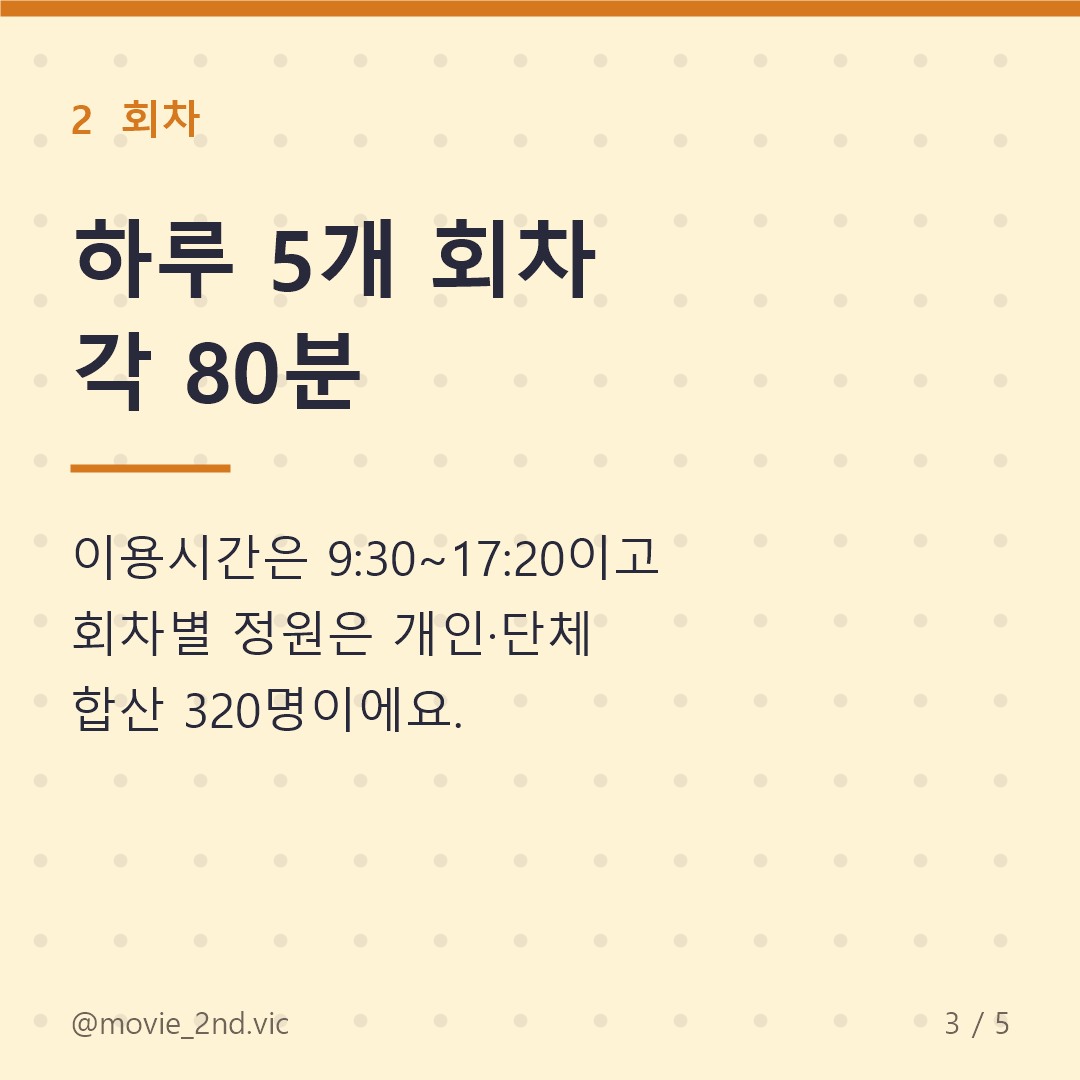 2 회차
하루 5개 회차
각 80분
이용시간은 9:30~17:20이고
회차별 정원은 개인·단체
합산 320명이에요.
@movie_2nd.vic
3 / 5